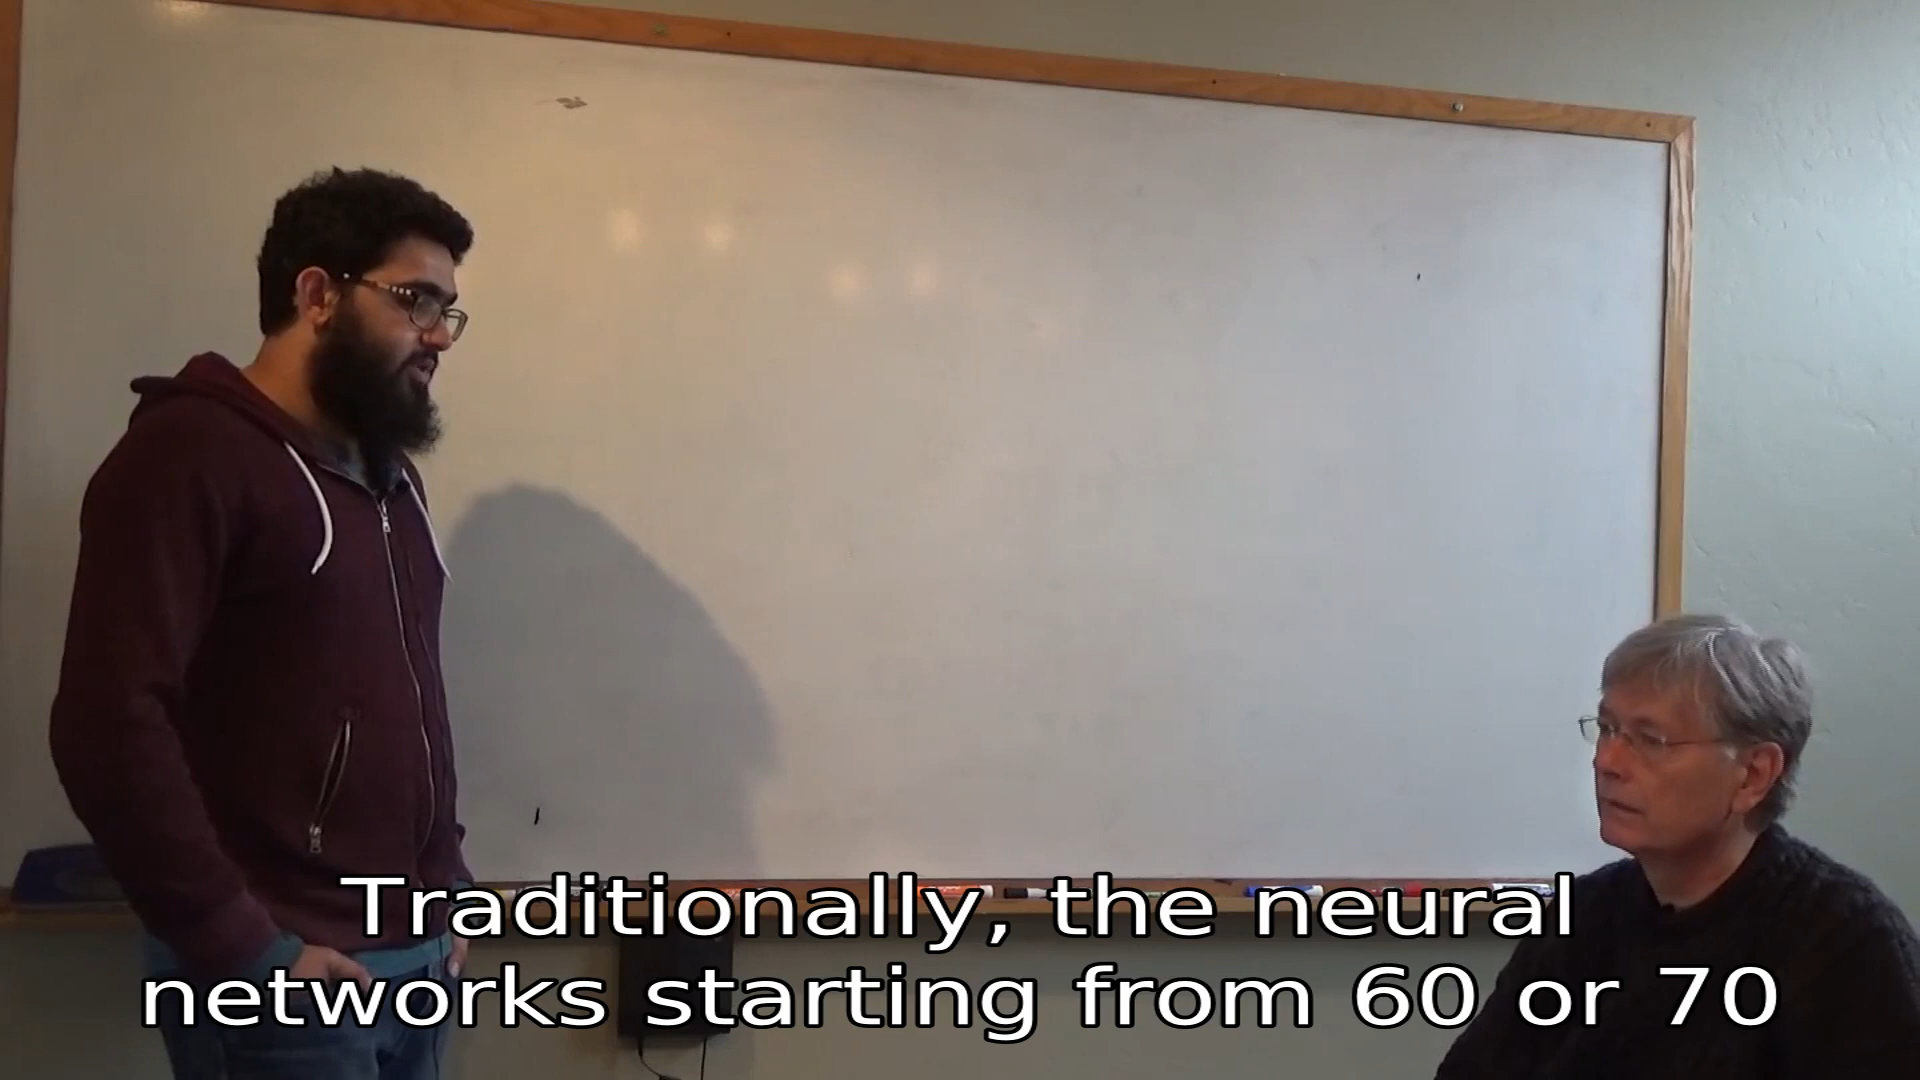 Traditionally, the neural
networks starting from 60 or 70